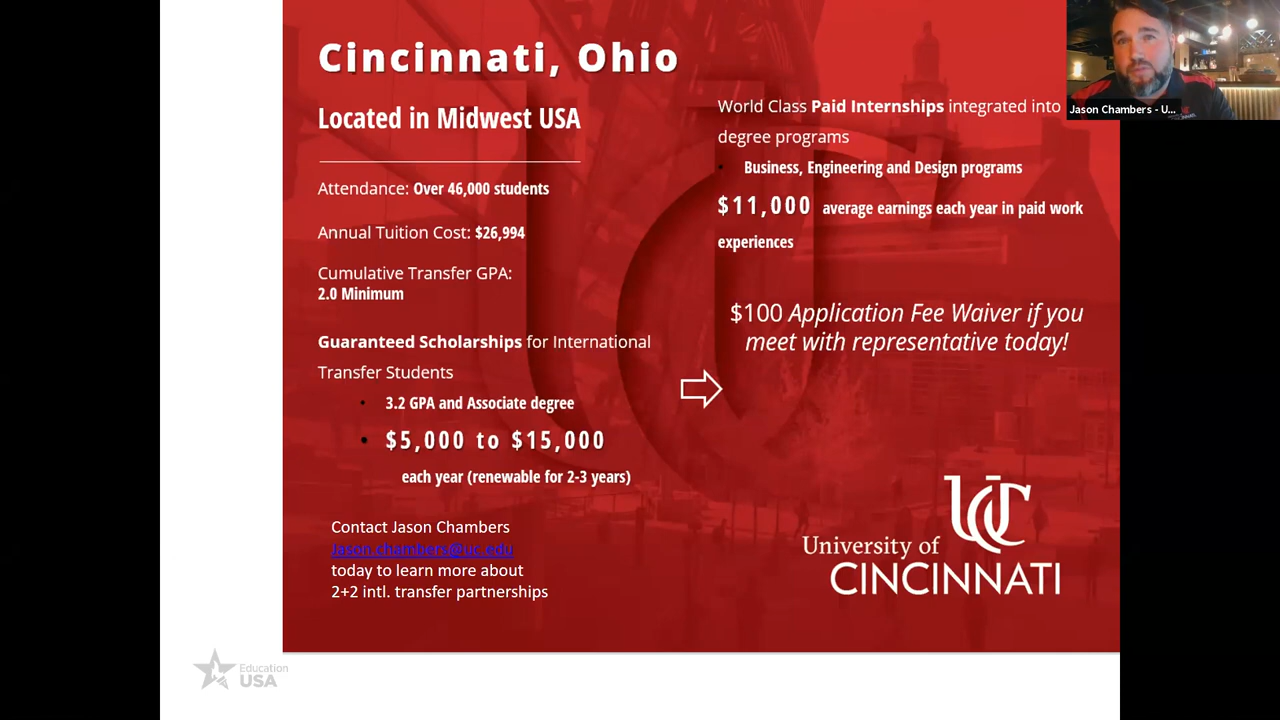 Cincinnati, Ohio
Located in Midwest USA
Attendance: Over 46,000 students
Annual Tuition Cost: $26,994
Cumulative Transfer GPA:
2.0 Minimum
Guaranteed Scholarships for International
Transfer Students
• 3.2 GPA and Associate degree
• $5,000 to $15,000
each year (renewable for 2-3 years)
Contact Jason Chambers
Jason.chambers@uc.edu
today to learn more about
2+2 intl. transfer partnerships
World Class Paid Internships integrated into
degree programs
• Business, Engineering and Design programs
$11,000 average earnings each year in paid work
experiences
$100 Application Fee Waiver if you
meet with representative today!
UC
University of
CINCINNATI
Jason Chambers - U...
Education
USA